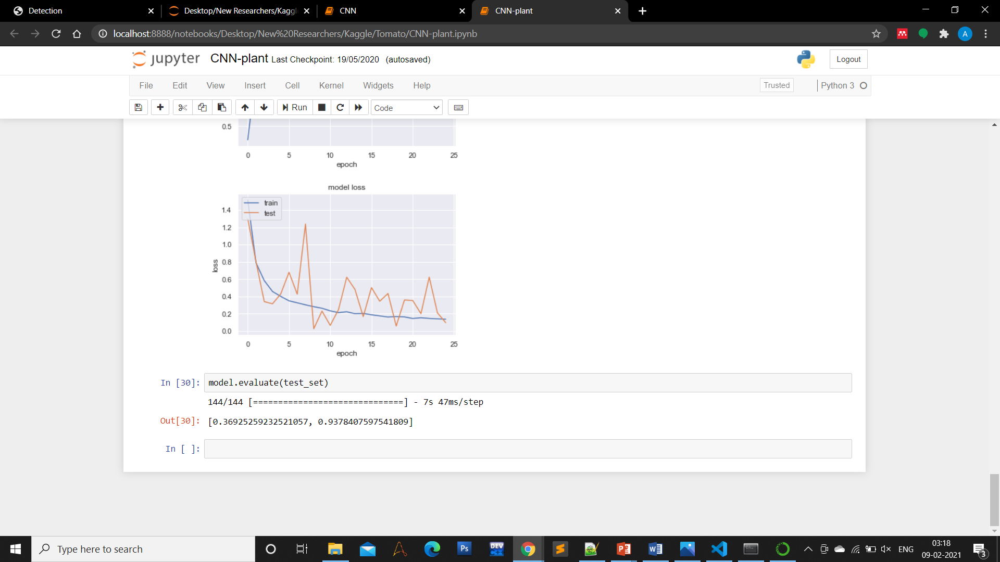 Detection
Desktop/New Researchers/Kaggl
CNN
CNN-plant
localhost:8888/notebooks/Desktop/New%20Researchers/Kaggle/Tomato/CNN-plant.ipynb
A
jupyter CNN-plant Last Checkpoint: 19/05/2020 (autosaved)
Logout
File Edit View Insert Cell Kernel Widgets Help
Trusted
Python 3
Run
Code
0.5
0 5 10 15 20 25
epoch
model loss
train
test
1.4
1.2
1.0
0.8
0.6
0.4
0.2
0.0
loss
0 5 10 15 20 25
epoch
In [30]: model.evaluate(test_set)
144/144 [==============================] - 7s 47ms/step
Out[30]: [0.36925259232521057, 0.9378407597541809]
In [ ]:
Type here to search
Ps
DEV
ENG
03:18
09-02-2021
3